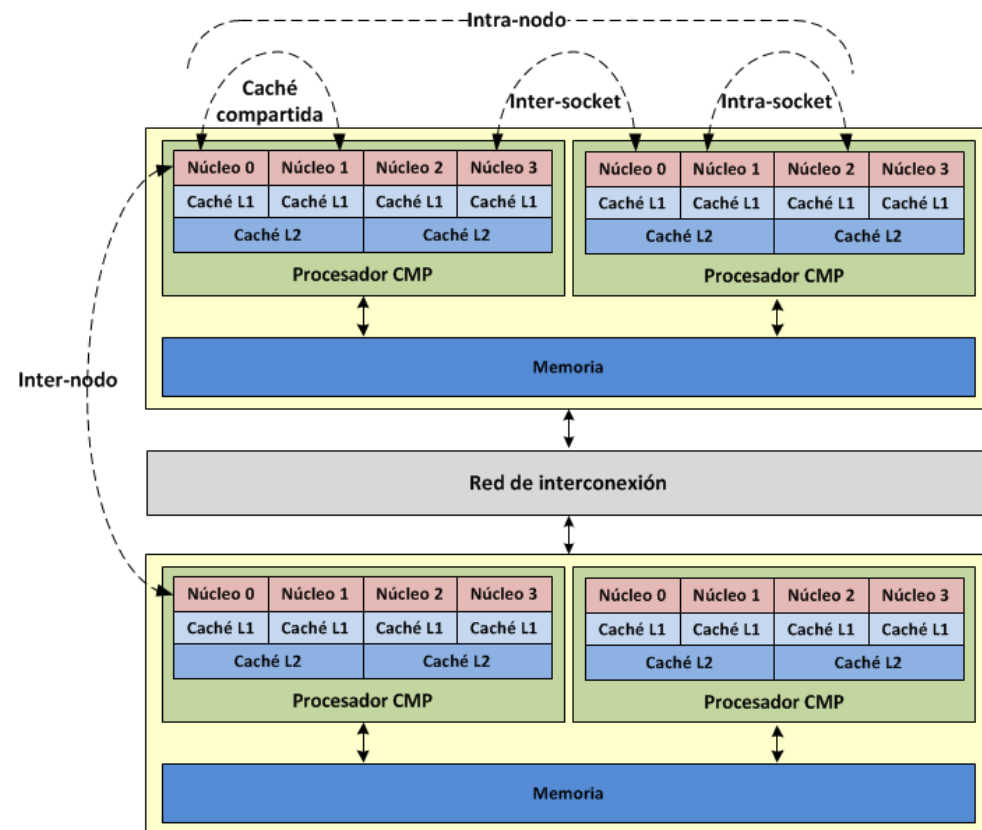 Intra-nodo
Caché
compartida
Inter-socket
Intra-socket
Núcleo 0 Núcleo 1 Núcleo 2 Núcleo 3 Núcleo 0 Núcleo 1 Núcleo 2 Núcleo 3
Caché L1 Caché L1 Caché L1 Caché L1 Caché L1 Caché L1 Caché L1 Caché L1
Caché L2 Caché L2 Caché L2 Caché L2
Procesador CMP Procesador CMP
Memoria
Inter-nodo
Red de interconexión
Núcleo 0 Núcleo 1 Núcleo 2 Núcleo 3 Núcleo 0 Núcleo 1 Núcleo 2 Núcleo 3
Caché L1 Caché L1 Caché L1 Caché L1 Caché L1 Caché L1 Caché L1 Caché L1
Caché L2 Caché L2 Caché L2 Caché L2
Procesador CMP Procesador CMP
Memoria